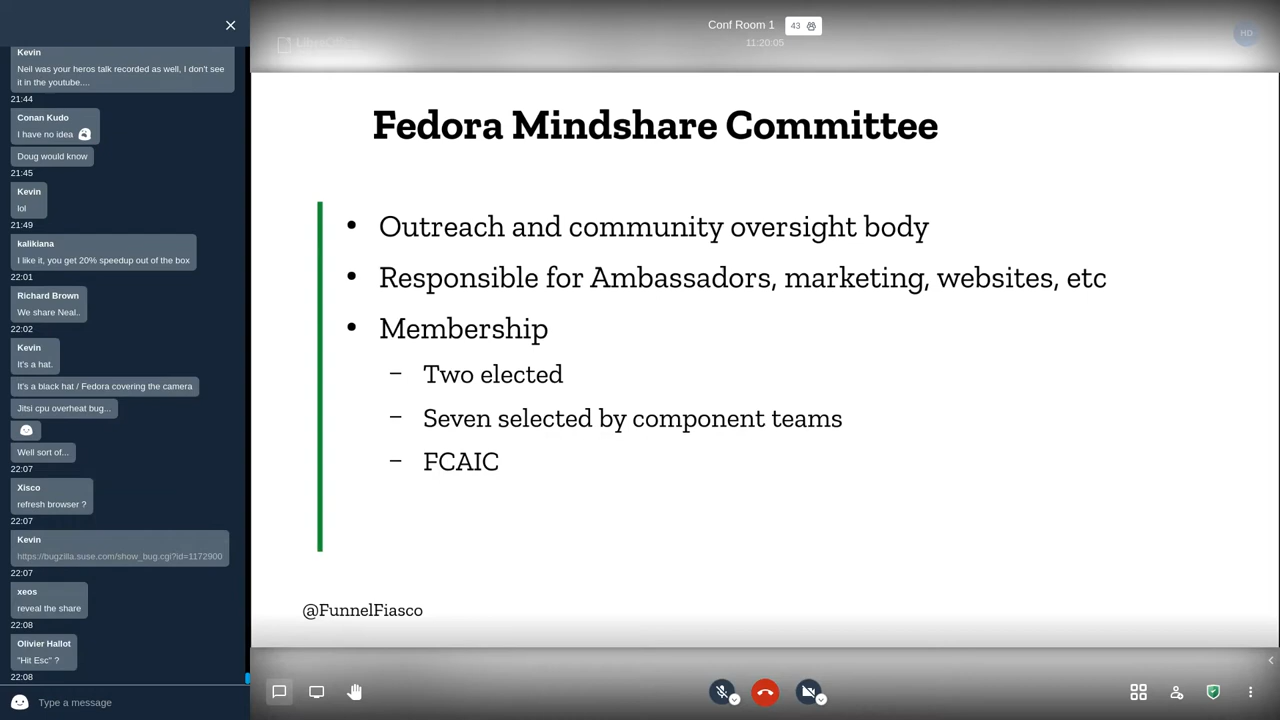 Kevin
Neil was your heros talk recorded as well, I don't see
it in the youtube....
21:44
Conan Kudo
I have no idea
Doug would know
21:45
Kevin
lol
21:49
kalikiana
I like it, you get 20% speedup out of the box
22:01
Richard Brown
We share Neal..
22:02
Kevin
It's a hat.
It's a black hat / Fedora covering the camera
Jitsi cpu overheat bug...
Well sort of...
22:07
Xisco
refresh browser ?
22:07
Kevin
https://bugzilla.suse.com/show_bug.cgi?id=1172900
22:07
xeos
reveal the share
22:08
Olivier Hallot
"Hit Esc" ?
22:08
Type a message
Conf Room 1
43
11:20:05
HD
Fedora Mindshare Committee
• Outreach and community oversight body
• Responsible for Ambassadors, marketing, websites, etc
• Membership
– Two elected
– Seven selected by component teams
– FCAIC
@FunnelFiasco